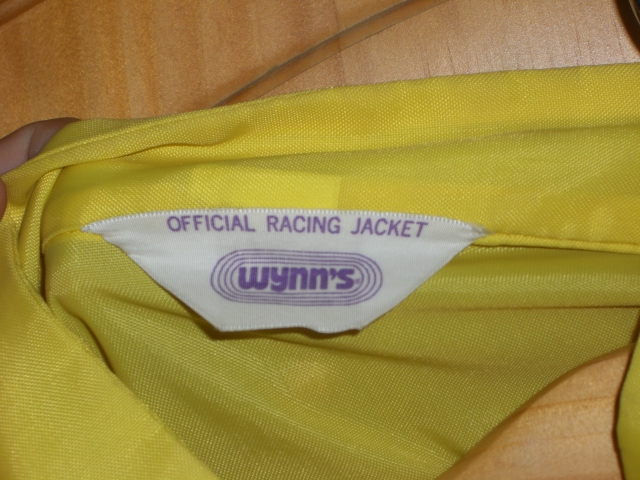 OFFICIAL RACING JACKET
wynn's